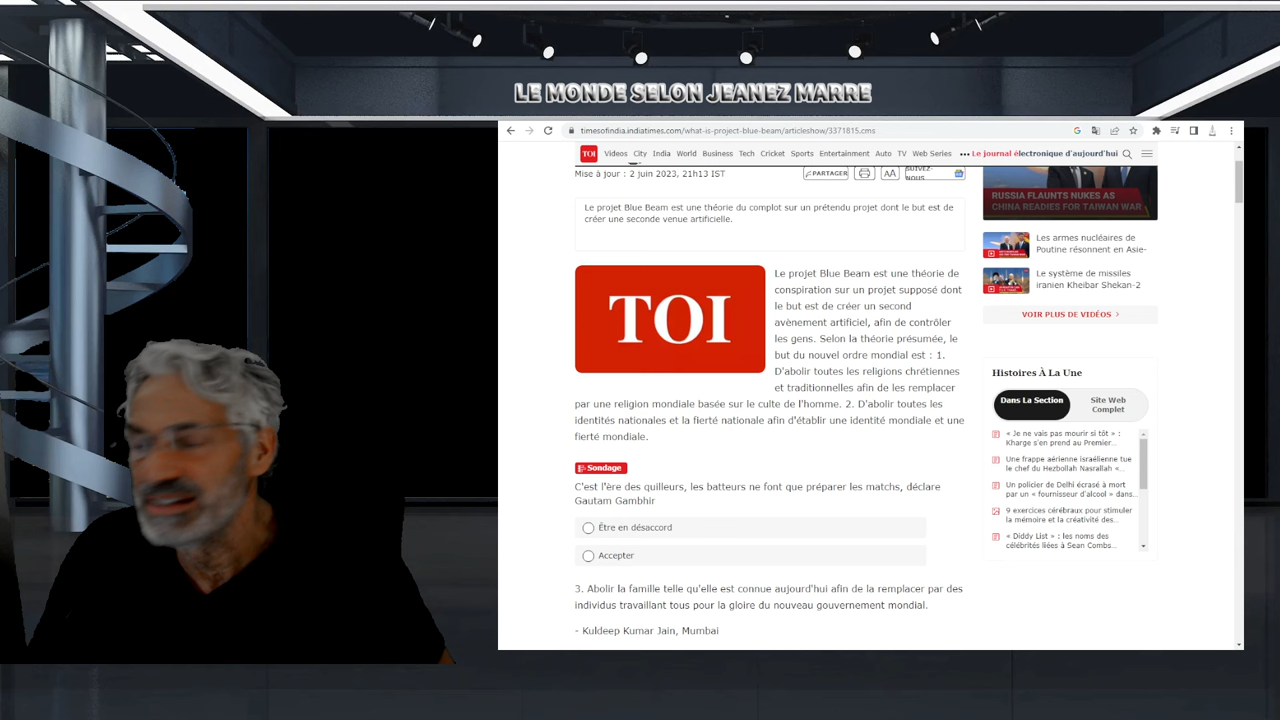 LE MONDE SELON JEANEZ MARRE
timesofindia.indiatimes.com/what-is-project-blue-beam/articleshow/3371815.cms
TOI Videos City India World Business Tech Cricket Sports Entertainment Auto TV Web Series ••• Le journal électronique d'aujourd'hui
Mise à jour : 2 juin 2023, 21h13 IST
PARTAGER
AA
SUIVEZ-
NOUS
Le projet Blue Beam est une théorie du complot sur un prétendu projet dont le but est de
créer une seconde venue artificielle.
TOI
Le projet Blue Beam est une théorie de
conspiration sur un projet supposé dont
le but est de créer un second
avènement artificiel, afin de contrôler
les gens. Selon la théorie présumée, le
but du nouvel ordre mondial est : 1.
D'abolir toutes les religions chrétiennes
et traditionnelles afin de les remplacer
par une religion mondiale basée sur le culte de l'homme. 2. D'abolir toutes les
identités nationales et la fierté nationale afin d'établir une identité mondiale et une
fierté mondiale.
Sondage
C'est l'ère des quilleurs, les batteurs ne font que préparer les matchs, déclare
Gautam Gambhir
Être en désaccord
Accepter
3. Abolir la famille telle qu'elle est connue aujourd'hui afin de la remplacer par des
individus travaillant tous pour la gloire du nouveau gouvernement mondial.
- Kuldeep Kumar Jain, Mumbai
RUSSIA FLAUNTS NUKES AS
CHINA READIES FOR TAIWAN WAR
Les armes nucléaires de
Poutine résonnent en Asie-
Le système de missiles
iranien Kheibar Shekan-2
VOIR PLUS DE VIDÉOS >
Histoires À La Une
Dans La Section
Site Web
Complet
« Je ne vais pas mourir si tôt » :
Kharge s'en prend au Premier...
Une frappe aérienne israélienne tue
le chef du Hezbollah Nasrallah «...
Un policier de Delhi écrasé à mort
par un « fournisseur d'alcool » dans...
9 exercices cérébraux pour stimuler
la mémoire et la créativité des...
« Diddy List » : les noms des
célébrités liées à Sean Combs...